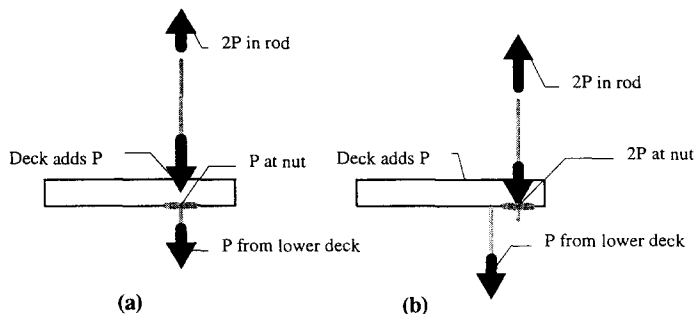 2P in rod
Deck adds P
P at nut
P from lower deck
(a)
2P in rod
Deck adds P
2P at nut
P from lower deck
(b)